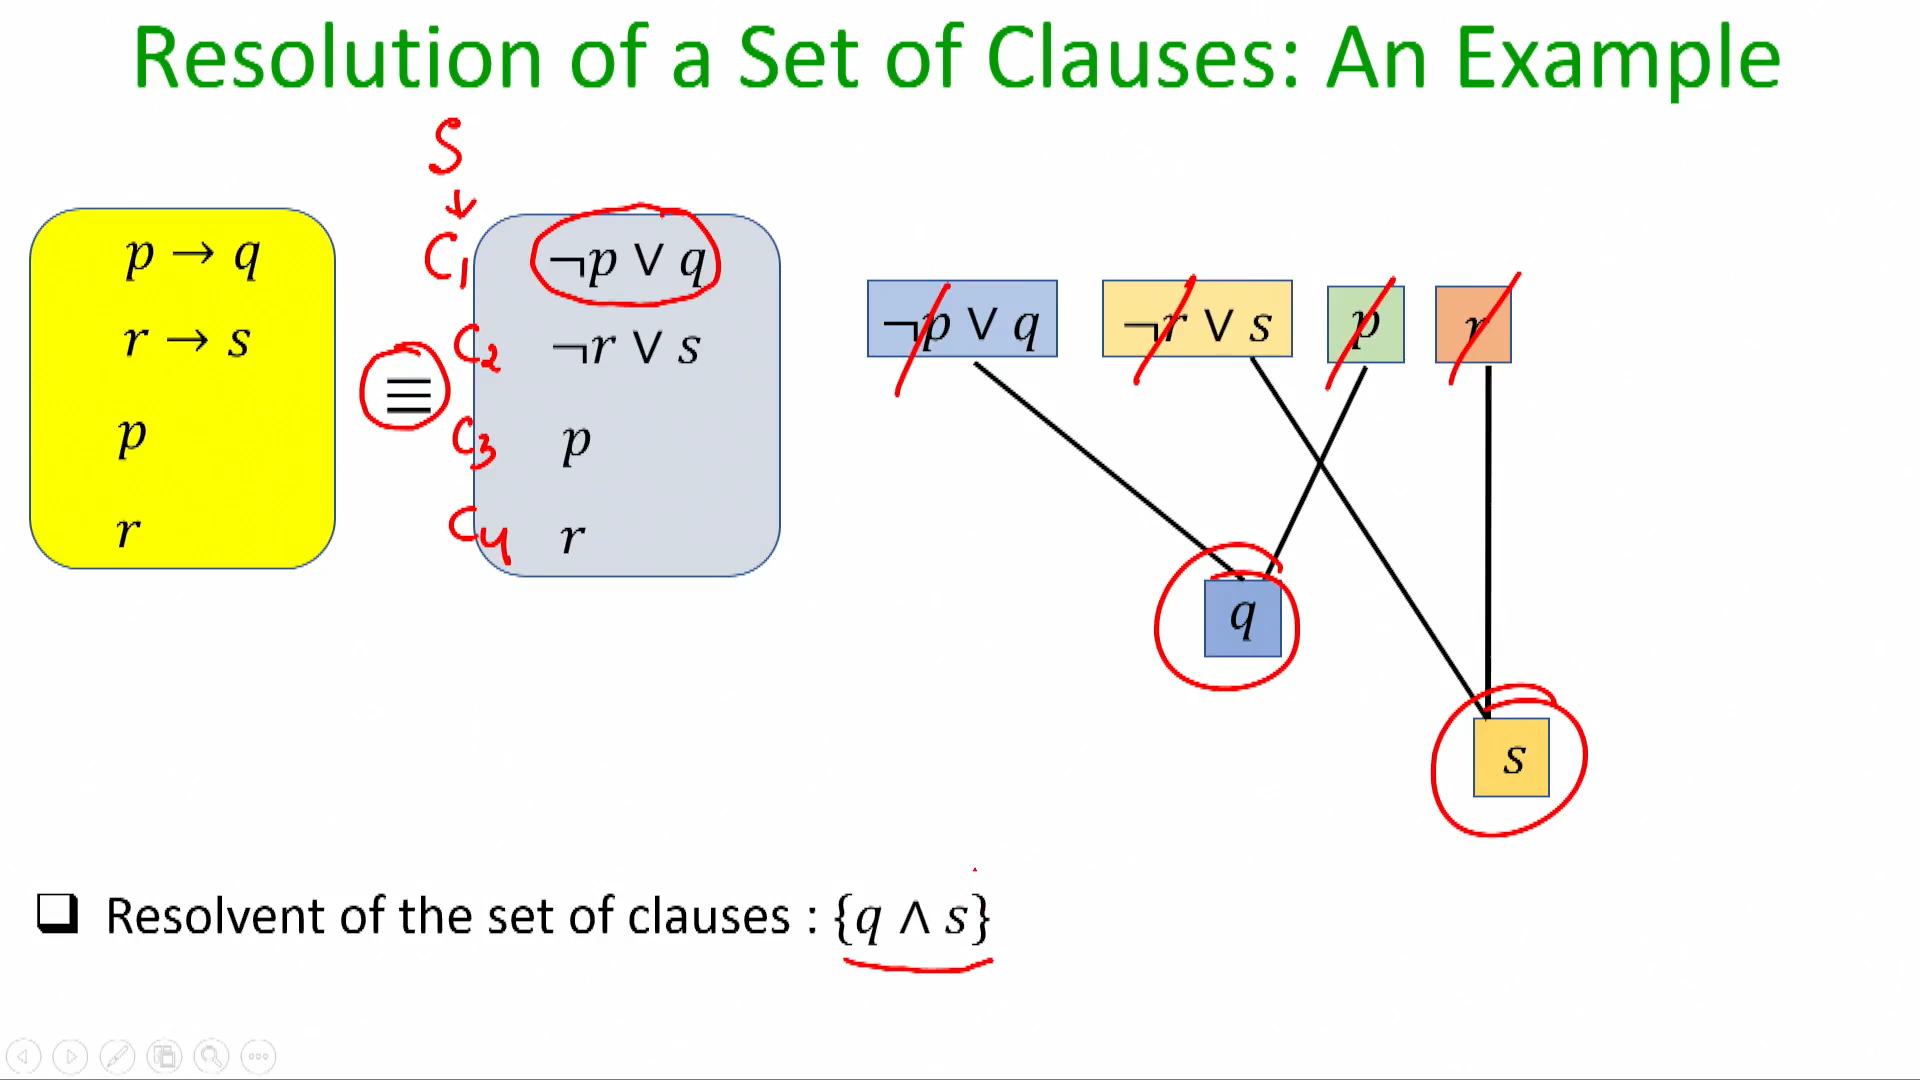 Resolution of a Set of Clauses: An Example
S
↓
p → q
r → s
p
r
≡
C1 ¬p ∨ q
C2 ¬r ∨ s
C3 p
C4 r
¬p ∨ q
¬r ∨ s
p
r
q
s
❑ Resolvent of the set of clauses : {q ∧ s}